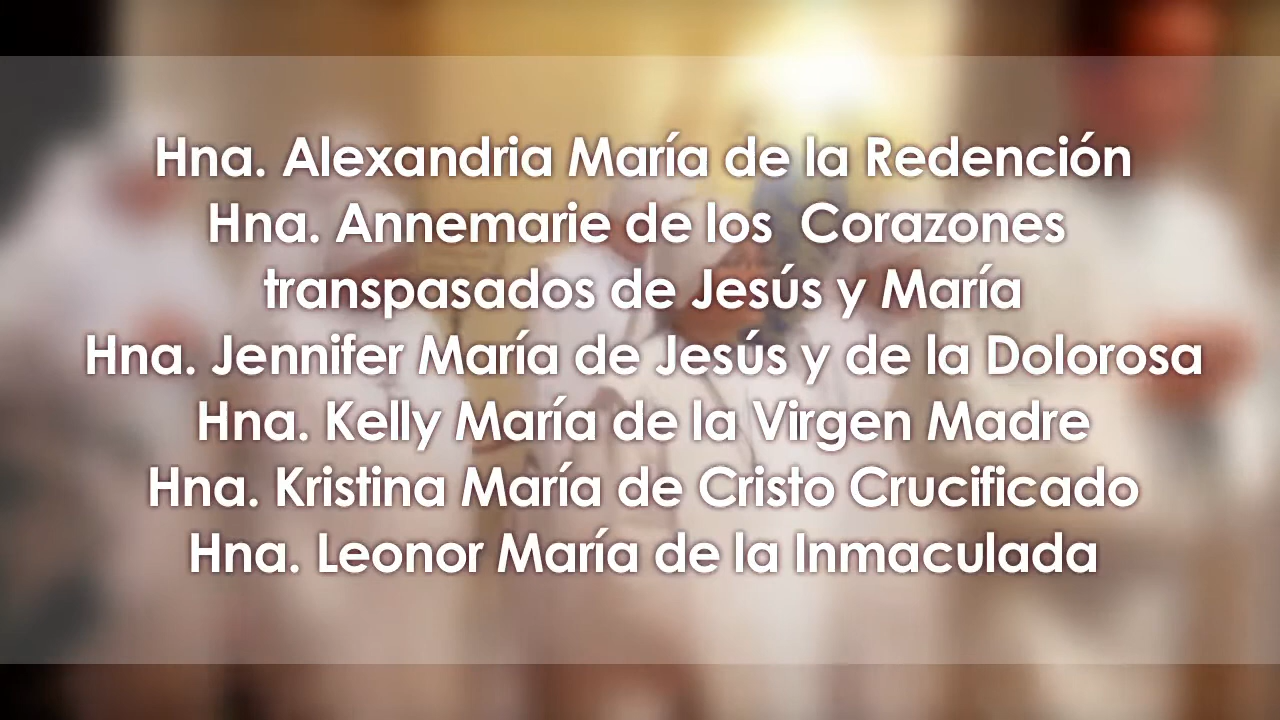 Hna. Alexandria María de la Redención
Hna. Annemarie de los Corazones
transpasados de Jesús y María
Hna. Jennifer María de Jesús y de la Dolorosa
Hna. Kelly María de la Virgen Madre
Hna. Kristina María de Cristo Crucificado
Hna. Leonor María de la Inmaculada